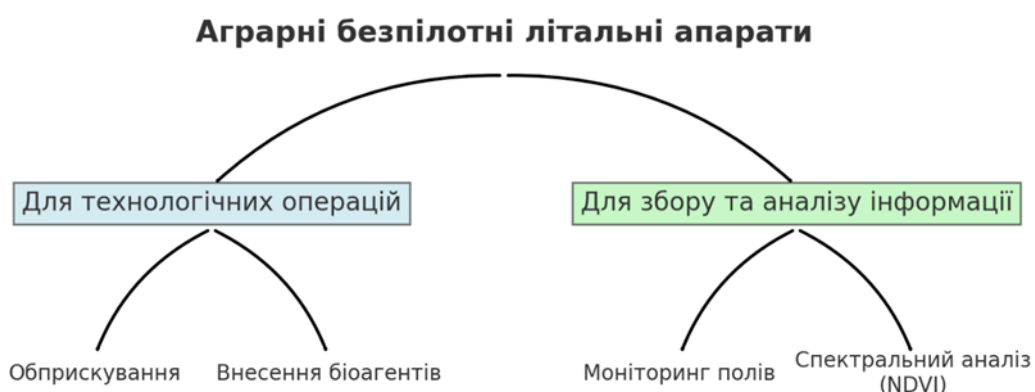 Аграрні безпілотні літальні апарати
Для технологічних операцій
Для збору та аналізу інформації
Обприскування
Внесення біоагентів
Моніторинг полів
Спектральний аналіз
(NDVI)